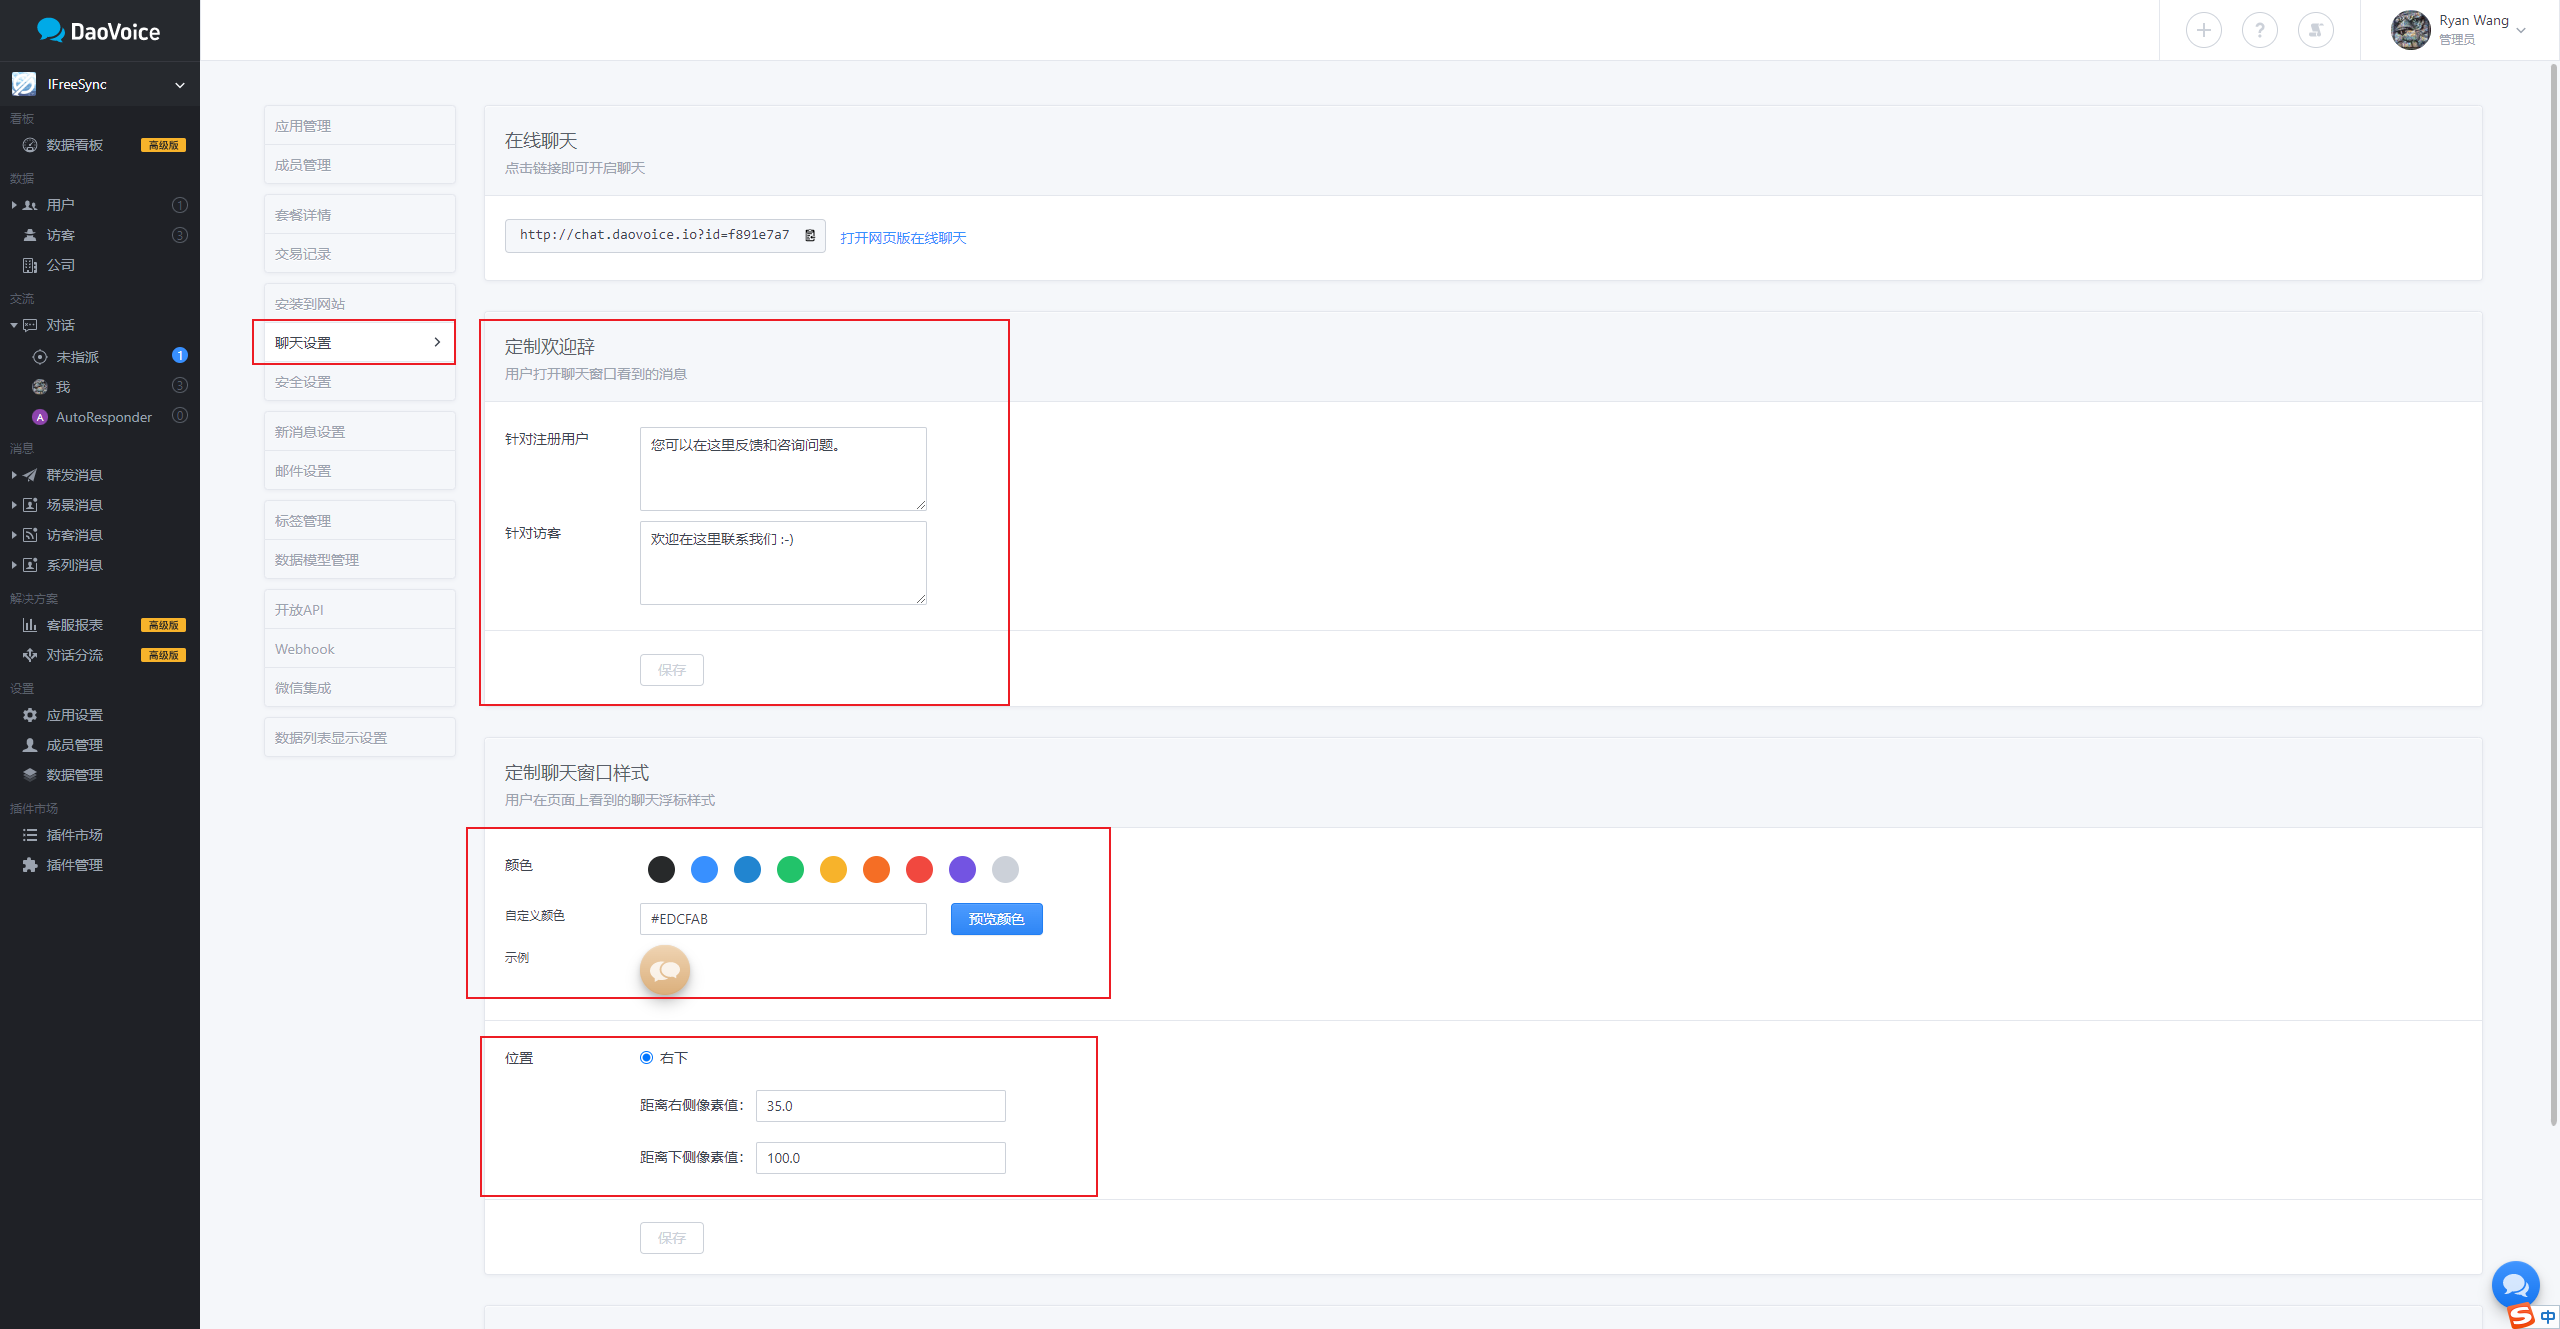 DaoVoice
IFreeSync
看板
数据看板 高级版
数据
用户 1
访客 3
公司
交流
对话
未指派 1
我 3
A AutoResponder 0
消息
群发消息
场景消息
访客消息
系列消息
解决方案
客服报表 高级版
对话分流 高级版
设置
应用设置
成员管理
数据管理
插件市场
插件市场
插件管理
?
Ryan Wang
管理员
应用管理
成员管理
套餐详情
交易记录
安装到网站
聊天设置
安全设置
新消息设置
邮件设置
标签管理
数据模型管理
开放API
Webhook
微信集成
数据列表显示设置
在线聊天
点击链接即可开启聊天
http://chat.daovoice.io?id=f891e7a7 打开网页版在线聊天
定制欢迎辞
用户打开聊天窗口看到的消息
针对注册用户 您可以在这里反馈和咨询问题。
针对访客 欢迎在这里联系我们 :-)
保存
定制聊天窗口样式
用户在页面上看到的聊天浮标样式
颜色
自定义颜色 #EDCFAB 预览颜色
示例
位置 右下
距离右侧像素值： 35.0
距离下侧像素值： 100.0
保存
S 中